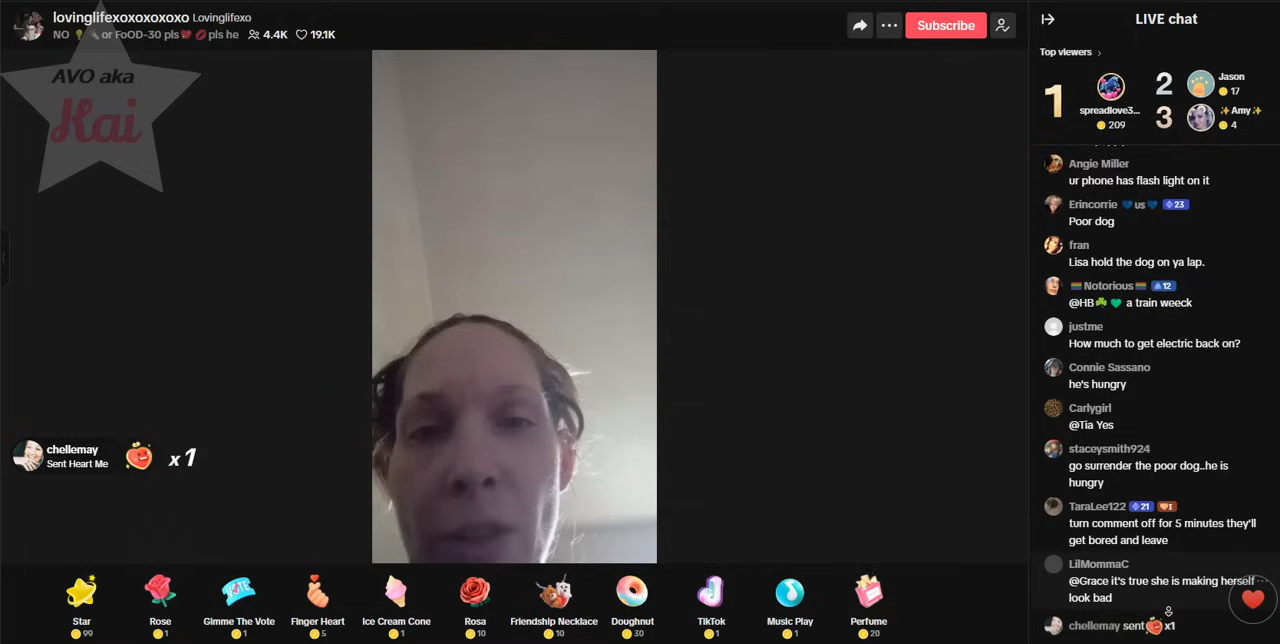 lovinglifexoxoxoxoxo Lovinglifexo
NO 💡🔌or FoOD-30 pls❤️💋pls he 4.4K 19.1K
Subscribe
AVO aka
Kai
chellemay
Sent Heart Me
x 1
Star
99
Rose
1
VOTE
Gimme The Vote
1
Finger Heart
5
Ice Cream Cone
1
Rosa
10
Friendship Necklace
10
Doughnut
30
TikTok
1
Music Play
1
Perfume
20
LIVE chat
Top viewers >
1
spreadlove3...
209
2
Jason
17
3
✨Amy✨
4
Angie Miller
ur phone has flash light on it
Erincorrie 💙us💙 23
Poor dog
fran
Lisa hold the dog on ya lap.
🏳️‍🌈Notorious🏳️‍🌈 12
@HB☘️💚 a train weeck
justme
How much to get electric back on?
Connie Sassano
he's hungry
Carlygirl
@Tia Yes
staceysmith924
go surrender the poor dog..he is
hungry
TaraLee122 21 I
turn comment off for 5 minutes they'll
get bored and leave
LilMommaC
@Grace it's true she is making herself
look bad
chellemay sent x1